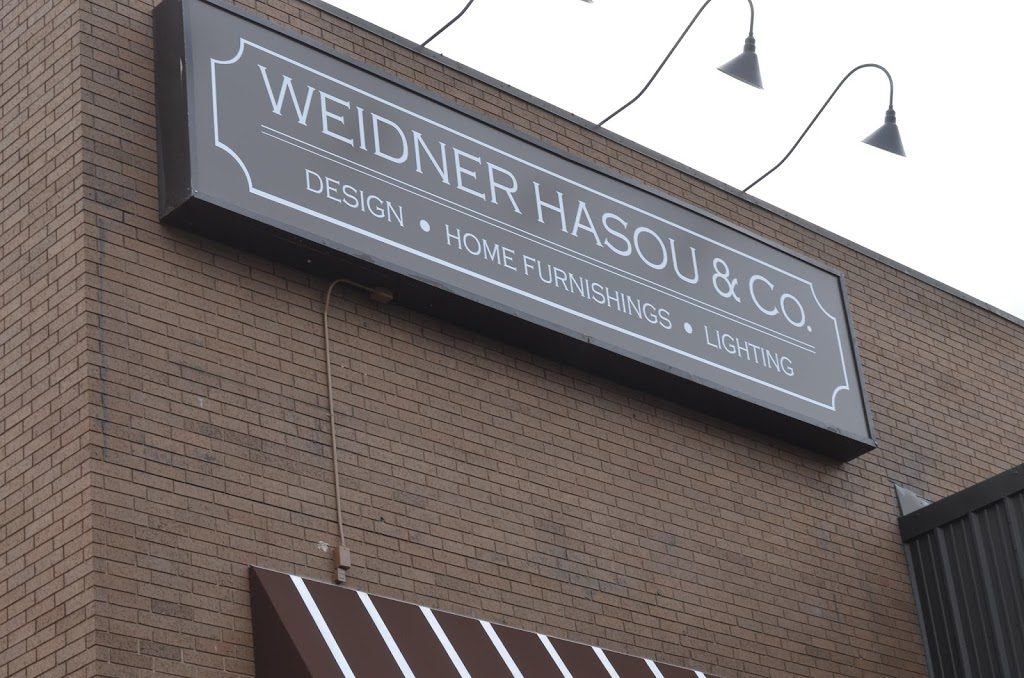 WEIDNER HASOU & CO.
DESIGN • HOME FURNISHINGS • LIGHTING